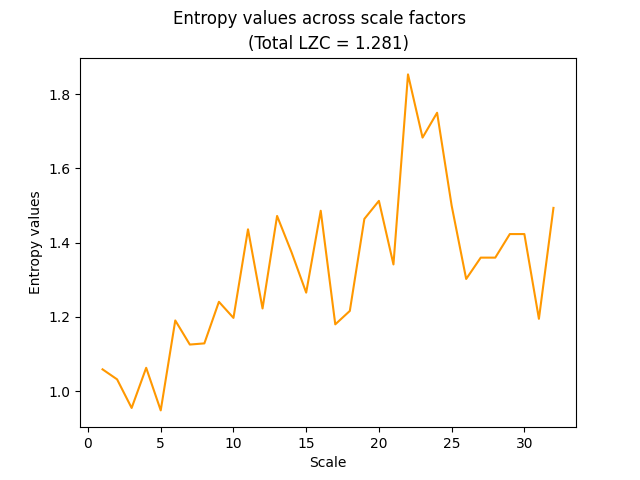 Entropy values across scale factors
(Total LZC = 1.281)
1.8
1.6
1.4
1.2
1.0
Entropy values
0 5 10 15 20 25 30
Scale